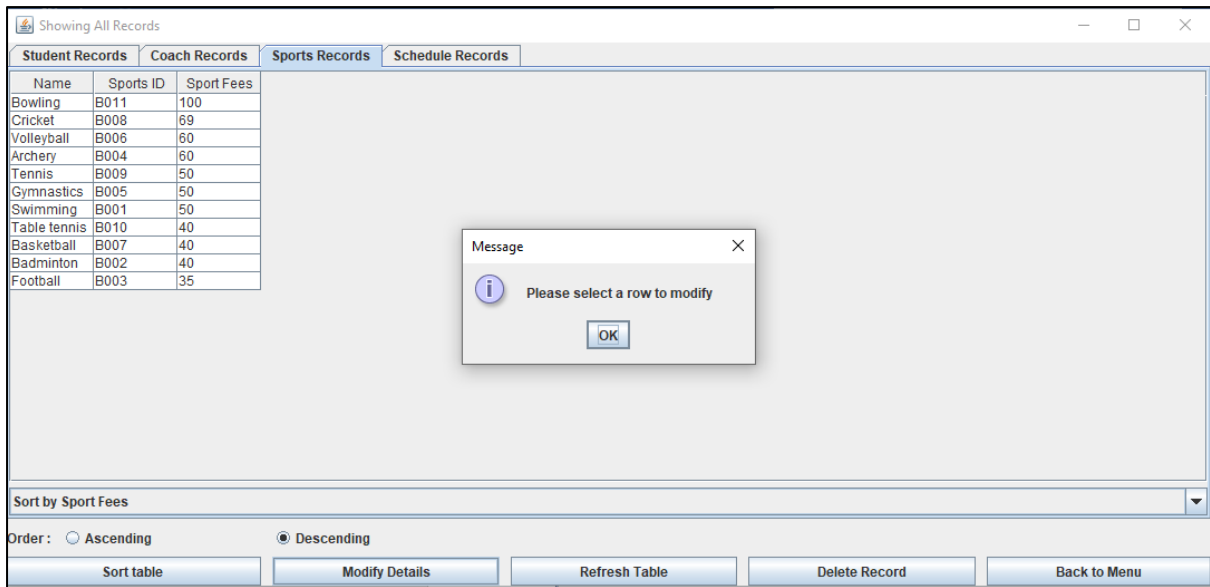 Showing All Records
Student Records Coach Records Sports Records Schedule Records
Name Sports ID Sport Fees
Bowling B011 100
Cricket B008 69
Volleyball B006 60
Archery B004 60
Tennis B009 50
Gymnastics B005 50
Swimming B001 50
Table tennis B010 40
Basketball B007 40
Badminton B002 40
Football B003 35
Message
Please select a row to modify
OK
Sort by Sport Fees
Order : Ascending Descending
Sort table Modify Details Refresh Table Delete Record Back to Menu